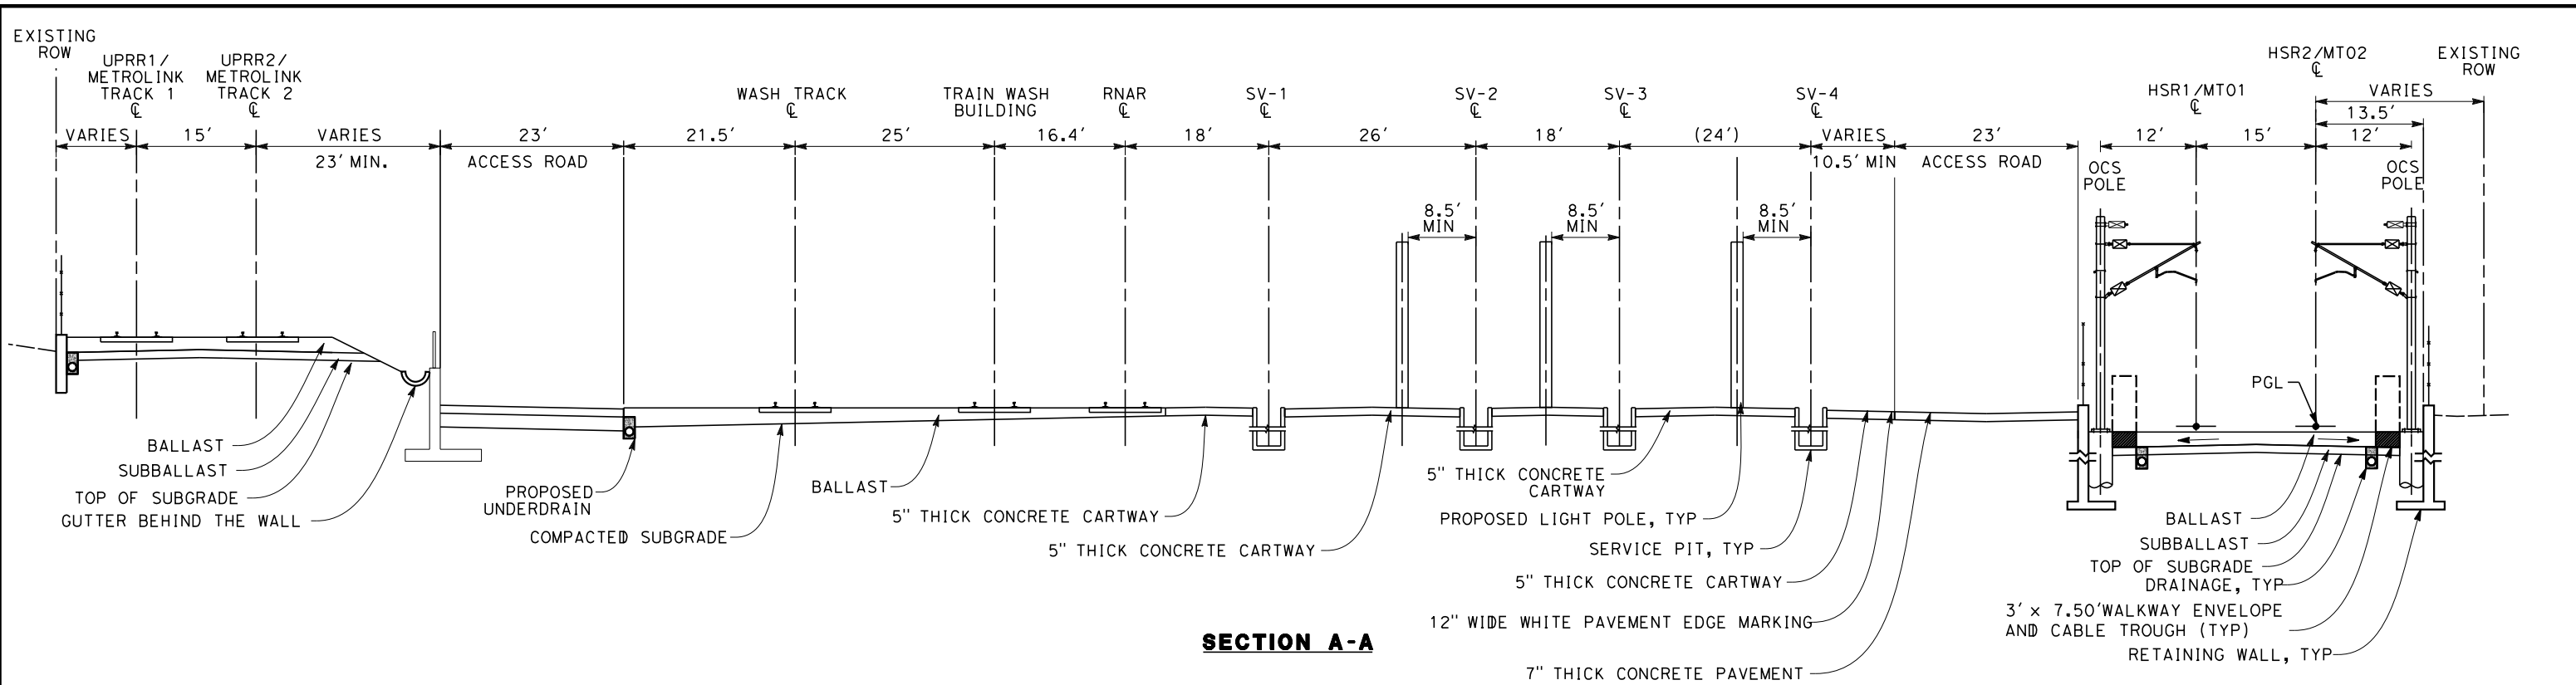 EXISTING
ROW
UPRR1/
METROLINK
TRACK 1
℄
UPRR2/
METROLINK
TRACK 2
℄
WASH TRACK
℄
TRAIN WASH
BUILDING
RNAR
℄
SV-1
℄
SV-2
℄
SV-3
℄
SV-4
℄
HSR1/MT01
℄
HSR2/MT02
℄
EXISTING
ROW
VARIES
15'
VARIES
23' MIN.
23'
ACCESS ROAD
21.5'
25'
16.4'
18'
26'
18'
(24')
VARIES
10.5' MIN
23'
ACCESS ROAD
12'
15'
VARIES
13.5'
12'
OCS
POLE
OCS
POLE
8.5'
MIN
8.5'
MIN
8.5'
MIN
PGL
BALLAST
SUBBALLAST
TOP OF SUBGRADE
GUTTER BEHIND THE WALL
PROPOSED
UNDERDRAIN
COMPACTED SUBGRADE
BALLAST
5" THICK CONCRETE CARTWAY
5" THICK CONCRETE CARTWAY
5" THICK CONCRETE
CARTWAY
PROPOSED LIGHT POLE, TYP
SERVICE PIT, TYP
5" THICK CONCRETE CARTWAY
12" WIDE WHITE PAVEMENT EDGE MARKING
7" THICK CONCRETE PAVEMENT
BALLAST
SUBBALLAST
TOP OF SUBGRADE
DRAINAGE, TYP
3' x 7.50'WALKWAY ENVELOPE
AND CABLE TROUGH (TYP)
RETAINING WALL, TYP
SECTION A-A